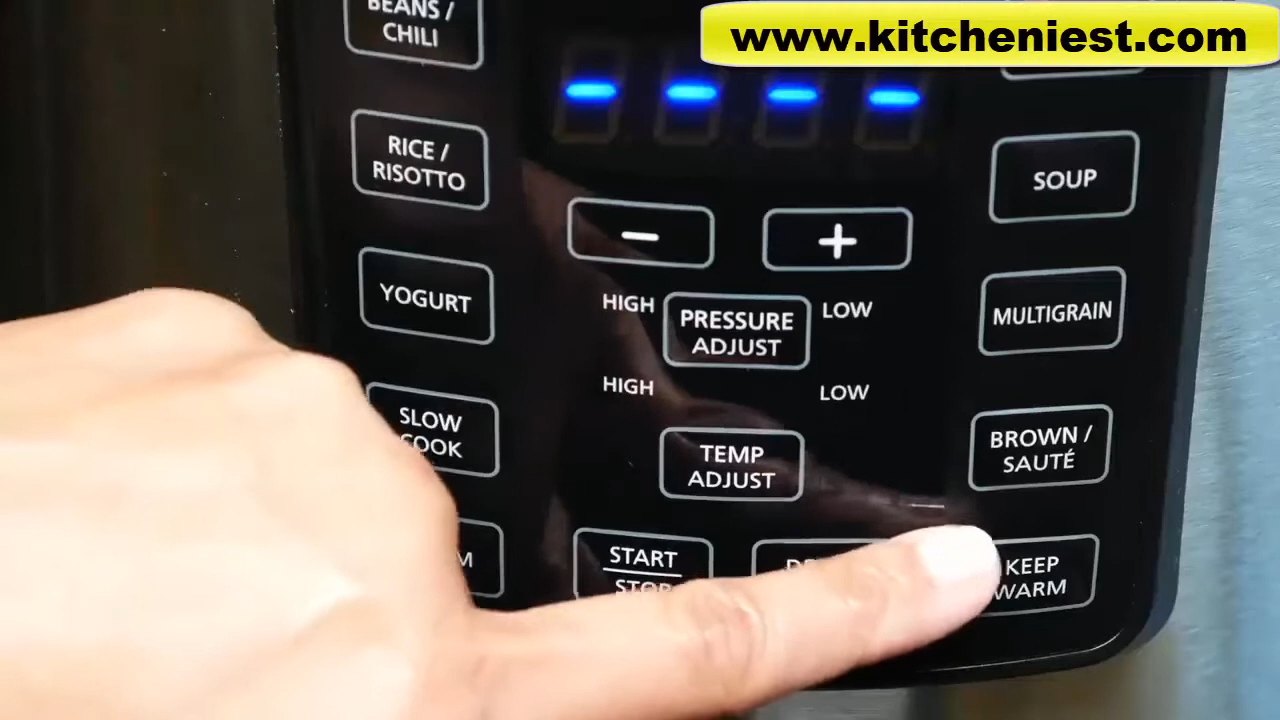 www.kitcheniest.com
BEANS /
CHILI
RICE /
RISOTTO
SOUP
YOGURT
HIGH
PRESSURE
ADJUST
LOW
MULTIGRAIN
HIGH
LOW
SLOW
COOK
TEMP
ADJUST
BROWN /
SAUTÉ
START
STOP
KEEP
WARM